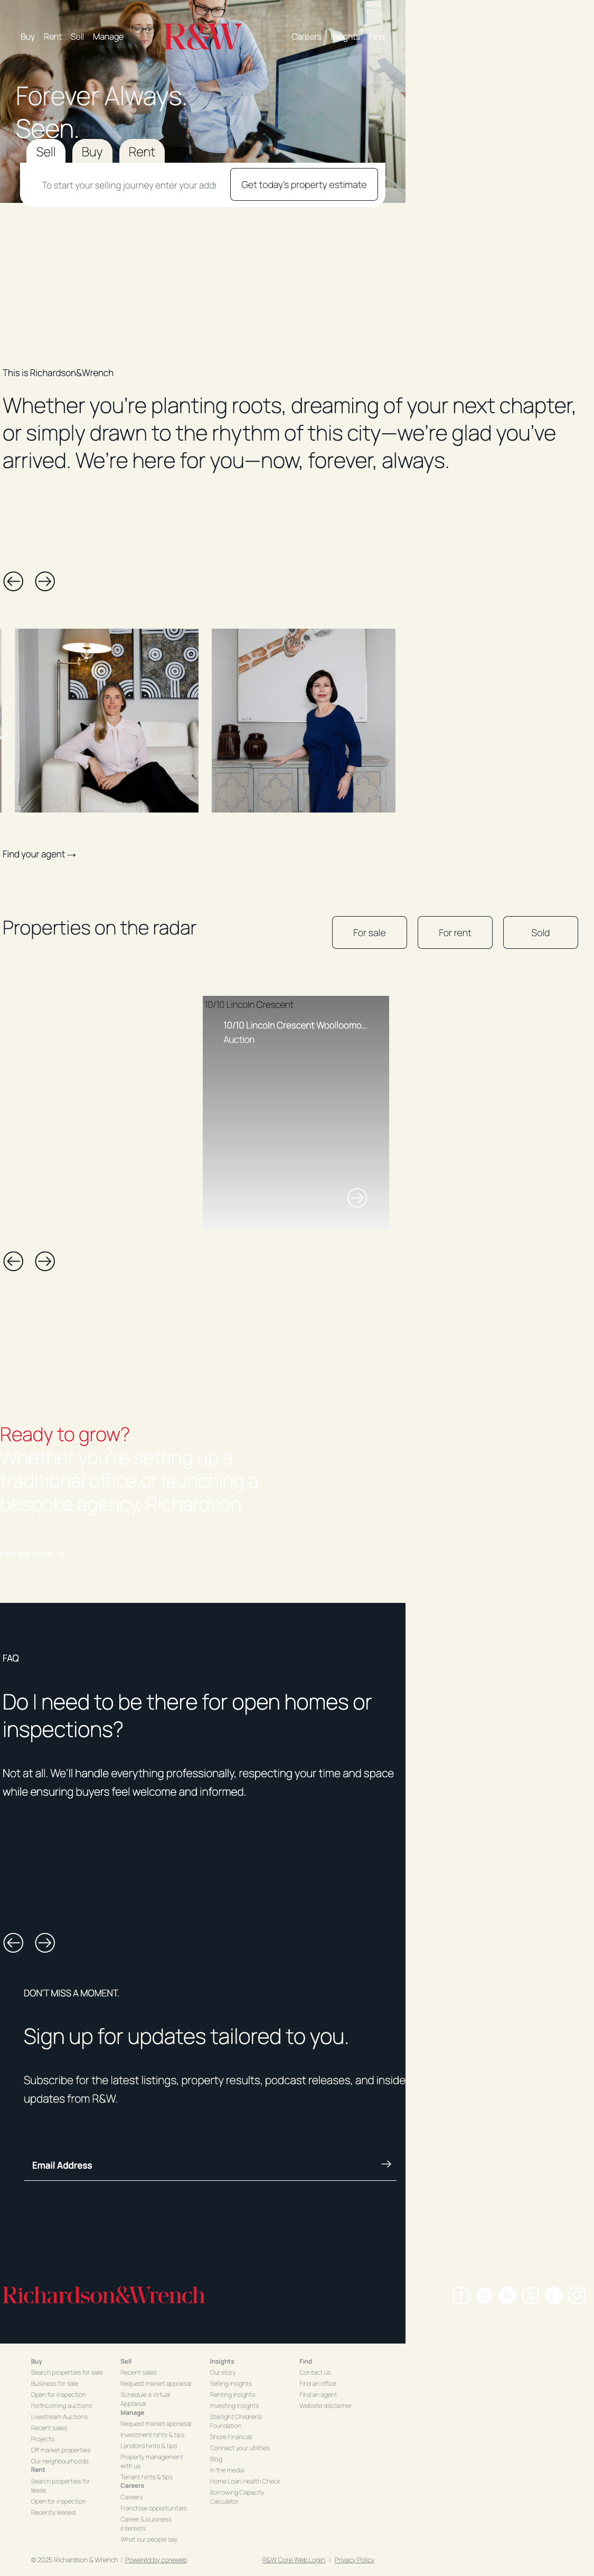 Buy Rent Sell Manage R&W Careers Insights Find
Forever Always.
Seen.
Sell Buy Rent
To start your selling journey enter your addr
Get today's property estimate
This is Richardson&Wrench
Whether you're planting roots, dreaming of your next chapter,
or simply drawn to the rhythm of this city—we're glad you've
arrived. We're here for you—now, forever, always.
Find your agent →
Properties on the radar
For sale For rent Sold
10/10 Lincoln Crescent
10/10 Lincoln Crescent Woolloomo...
Auction
Ready to grow?
Whether you're setting up a
traditional office or launching a
bespoke agency, Richardson
FAQ
Do I need to be there for open homes or
inspections?
Not at all. We'll handle everything professionally, respecting your time and space
while ensuring buyers feel welcome and informed.
DON'T MISS A MOMENT.
Sign up for updates tailored to you.
Subscribe for the latest listings, property results, podcast releases, and inside
updates from R&W.
Email Address
Richardson&Wrench
Buy
Search properties for sale
Business for sale
Open for inspection
Forthcoming auctions
Livestream Auctions
Recent sales
Projects
Off market properties
Our neighbourhoods
Rent
Search properties for
lease
Open for inspection
Recently leased
Sell
Recent sales
Request market appraisal
Schedule a Virtual
Appraisal
Manage
Request market appraisal
Investment hints & tips
Landlord hints & tips
Property management
with us
Tenant hints & tips
Careers
Careers
Franchise opportunities
Career & business
interests
What our people say
Insights
Our story
Selling insights
Renting insights
Investing insights
Starlight Children's
Foundation
Shore Financial
Connect your utilities
Blog
In the media
Home Loan Health Check
Borrowing Capacity
Calculator
Find
Contact us
Find an office
Find an agent
Website disclaimer
© 2025 Richardson & Wrench | Powered by coreweb
R&W Core Web Login | Privacy Policy